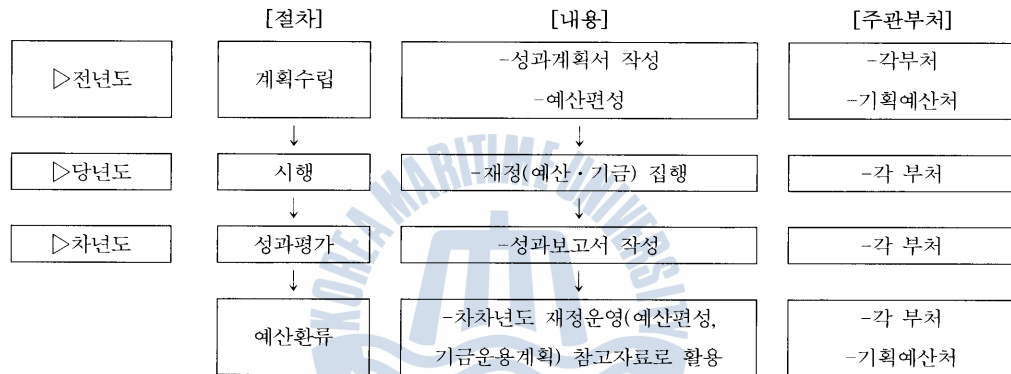 [절차] [내용] [주관부처]
▷전년도 계획수립 -성과계획서 작성 -각부처
-예산편성 -기획예산처
↓ ↓
▷당년도 시행 -재정(예산・기금) 집행 -각 부처
↓ ↓
▷차년도 성과평가 -성과보고서 작성 -각 부처
↓ ↓
예산환류 -차차년도 재정운영(예산편성, -각 부처
기금운용계획) 참고자료로 활용 -기획예산처
KOREA MARITIME UNIVERSITY